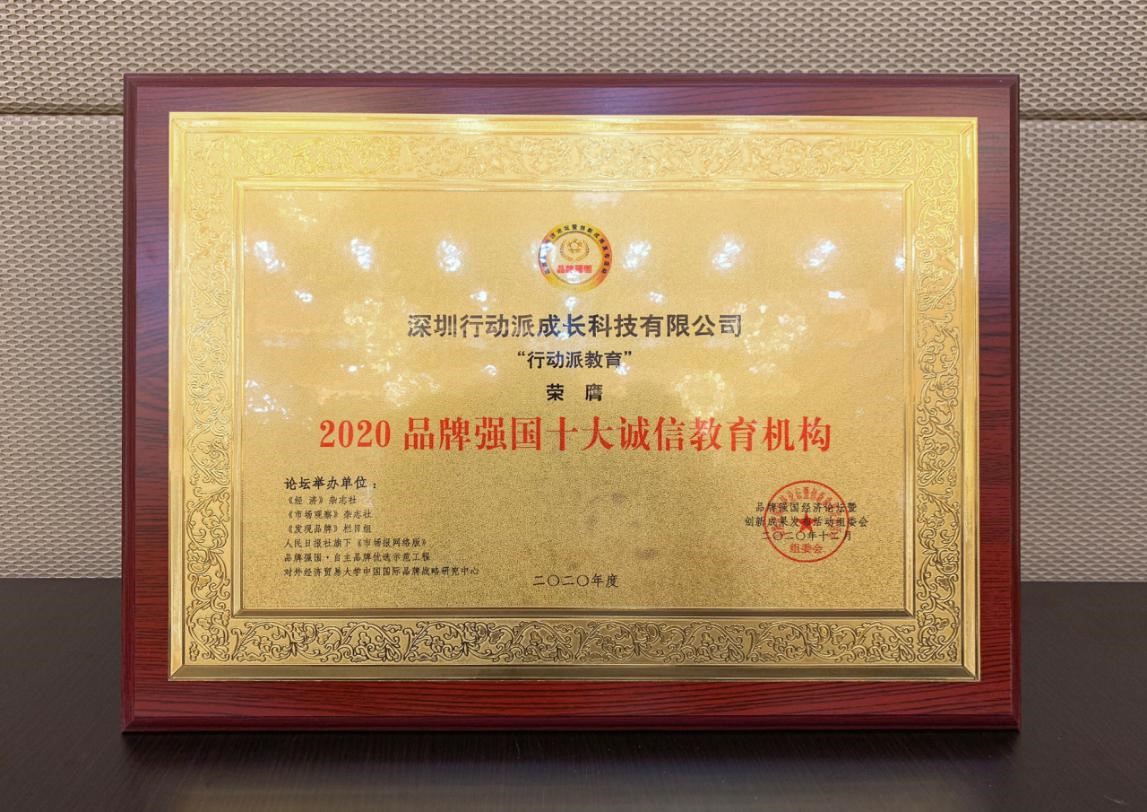 品牌强国
深圳行动派成长科技有限公司
“行动派教育”
荣 膺
2020 品牌强国十大诚信教育机构
论坛举办单位：
《经 济》杂志社
《市场观察》杂志社
《发现品牌》栏目组
人民日报社旗下《市场报网络版》
品牌强国·自主品牌优选示范工程
对外经济贸易大学中国国际品牌战略研究中心
品牌强国经济论坛暨
创新成果发布活动组委会
二〇二〇年十二月
组委会
二〇二〇年度